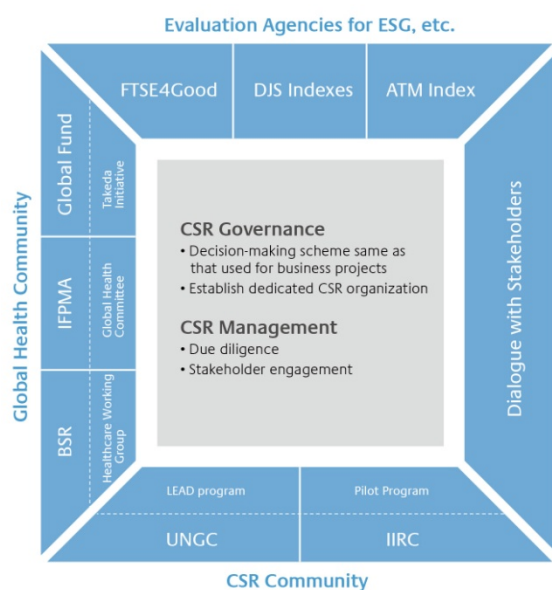 Evaluation Agencies for ESG, etc.
FTSE4Good
DJS Indexes
ATM Index
Global Health Community
Global Fund
Takeda
Initiative
IFPMA
Global Health
Committee
BSR
Healthcare Working
Group
CSR Governance
• Decision-making scheme same as
that used for business projects
• Establish dedicated CSR organization
CSR Management
• Due diligence
• Stakeholder engagement
Dialogue with Stakeholders
LEAD program
Pilot Program
UNGC
IIRC
CSR Community